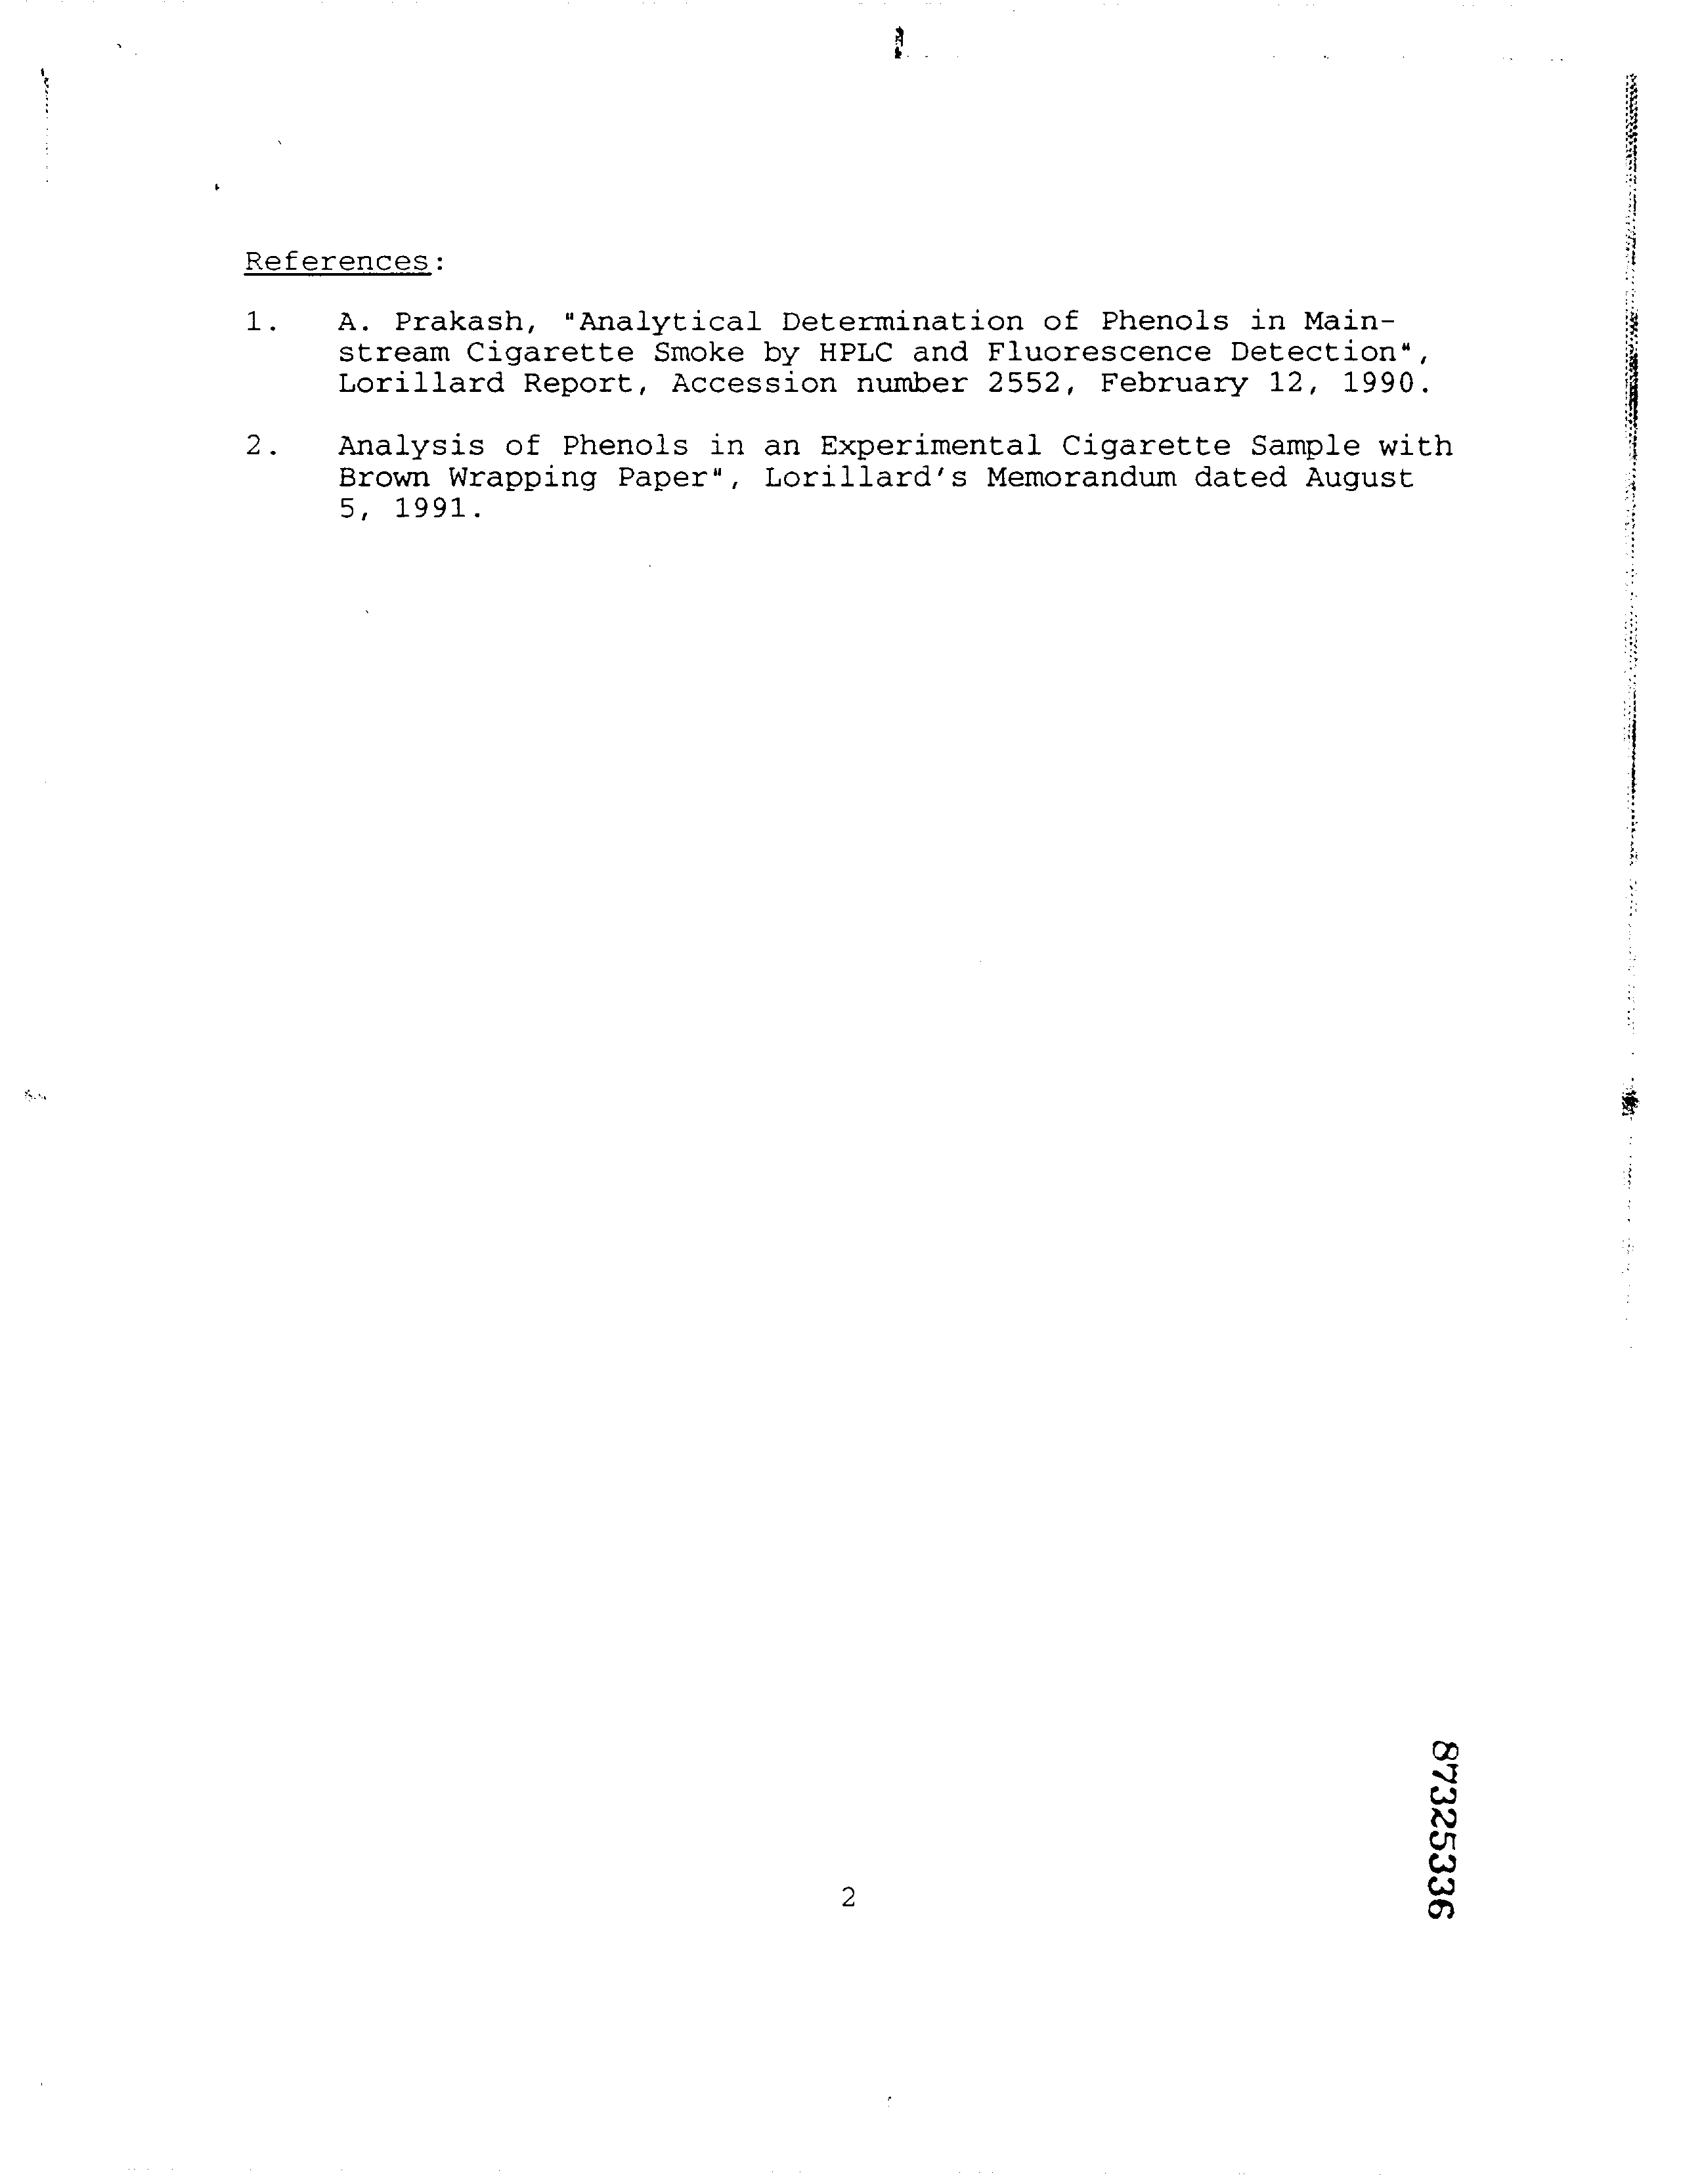 References:
1. A. Prakash, "Analytical Determination of Phenols in Main-
stream Cigarette Smoke by HPLC and Fluorescence Detection",
Lorillard Report, Accession number 2552, February 12, 1990.
2. Analysis of Phenols in an Experimental Cigarette Sample with
Brown Wrapping Paper", Lorillard's Memorandum dated August
5, 1991.
2
87325336